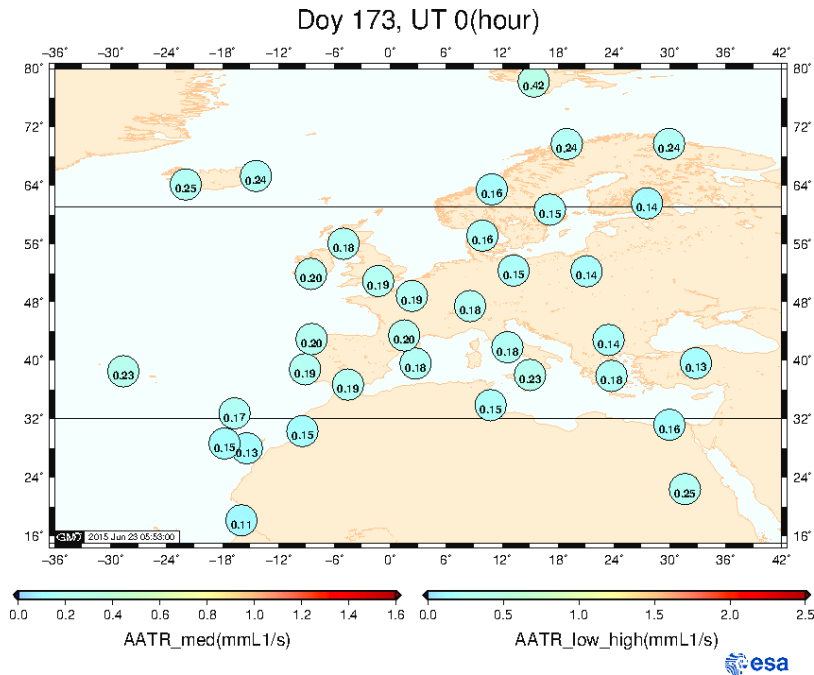 Doy 173, UT 0(hour)
−36° −30° −24° −18° −12° −6° 0° 6° 12° 18° 24° 30° 36° 42°
80° 80°
0.42
72° 72°
0.24 0.24
0.25 0.24
64° 64°
0.16 0.14
0.15
0.16
56° 56°
0.18
0.20 0.15 0.14
0.19
0.19
48° 48°
0.18
0.20 0.20 0.14
0.18
40° 40°
0.23 0.19 0.18 0.23 0.18 0.13
0.19
0.17 0.15
32° 32°
0.15 0.16
0.15 0.13
24° 24°
0.25
0.11
16° 16°
GMT 2015 Jun 23 05:53:00
−36° −30° −24° −18° −12° −6° 0° 6° 12° 18° 24° 30° 36° 42°
0.0 0.2 0.4 0.6 0.8 1.0 1.2 1.4 1.6
AATR_med(mmL1/s)
0.0 0.5 1.0 1.5 2.0 2.5
AATR_low_high(mmL1/s)
esa